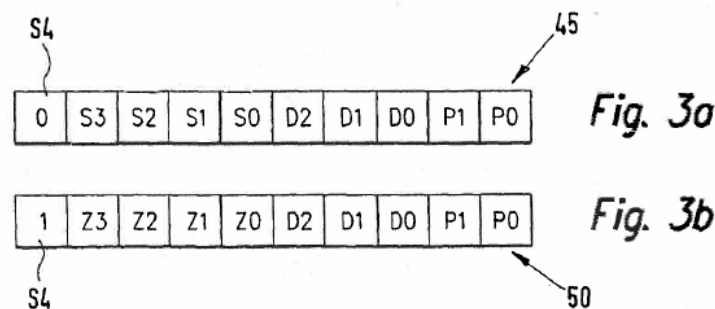 S4 45
0 S3 S2 S1 S0 D2 D1 D0 P1 P0 Fig. 3a
1 Z3 Z2 Z1 Z0 D2 D1 D0 P1 P0 Fig. 3b
S4 50